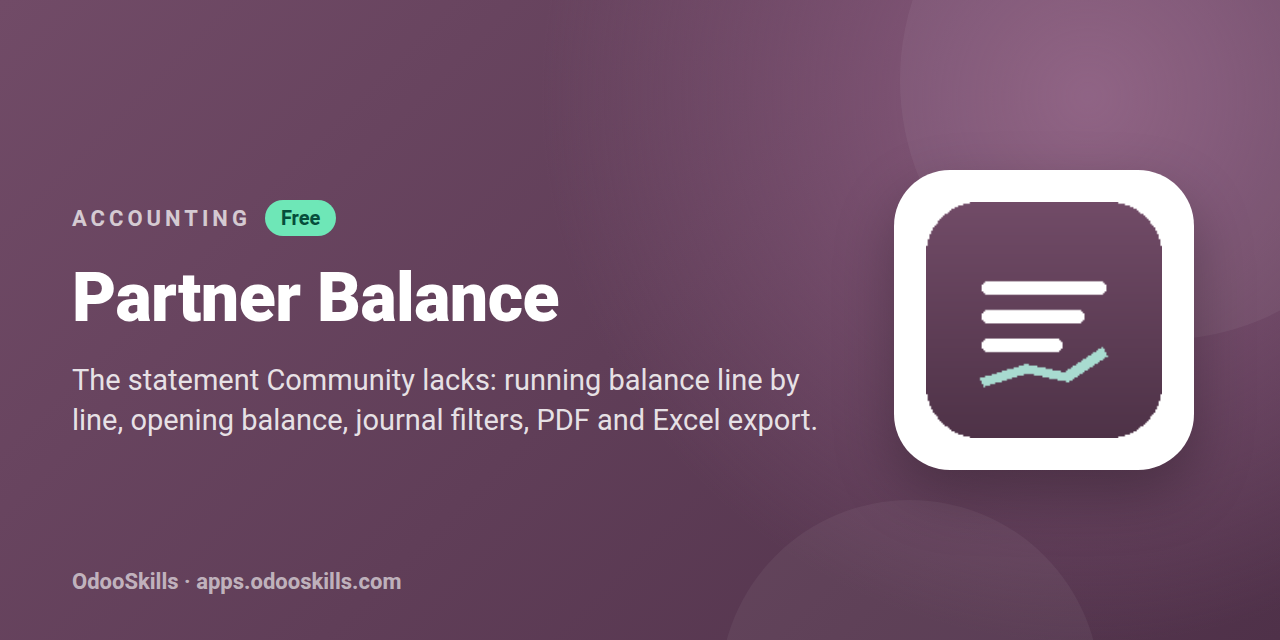 ACCOUNTING Free
Partner Balance
The statement Community lacks: running balance line by
line, opening balance, journal filters, PDF and Excel export.
OdooSkills · apps.odooskills.com